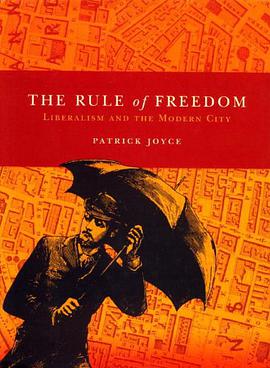 THE RULE of FREEDOM
LIBERALISM AND THE MODERN CITY
PATRICK JOYCE